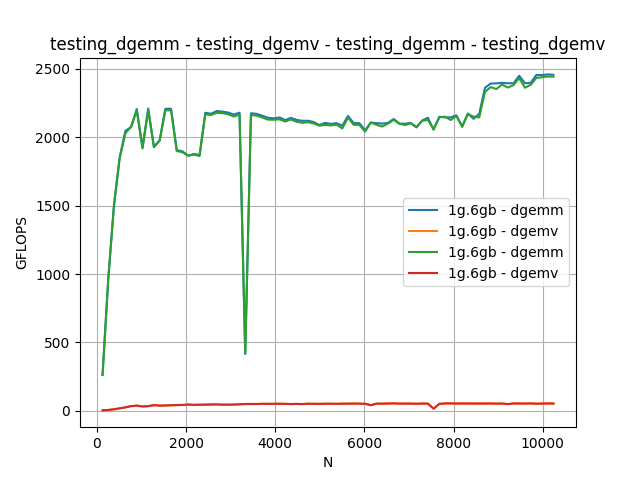 testing_dgemm - testing_dgemv - testing_dgemm - testing_dgemv
2500
2000
1500
1000
500
0
GFLOPS
1g.6gb - dgemm
1g.6gb - dgemv
1g.6gb - dgemm
1g.6gb - dgemv
0 2000 4000 6000 8000 10000
N